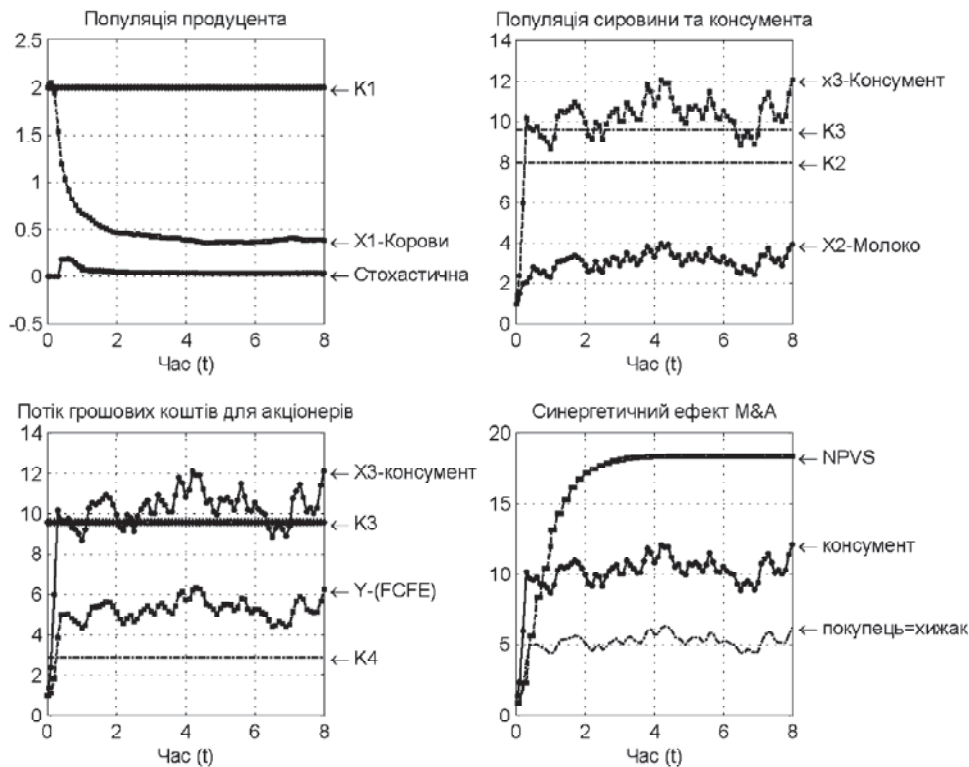 Популяція продуцента
2.5
2
1.5
1
0.5
0
-0.5
0 2 4 6 8
Час (t)
← K1
← X1-Корови
← Стохастична
Популяція сировини та консумента
14
12
10
8
6
4
2
0
0 2 4 6 8
Час (t)
← x3-Консумент
← K3
← K2
← X2-Молоко
Потік грошових коштів для акціонерів
14
12
10
8
6
4
2
0
0 2 4 6 8
Час (t)
← X3-консумент
← K3
← Y-(FCFE)
← K4
Синергетичний ефект M&A
20
15
10
5
0
0 2 4 6 8
Час (t)
← NPVS
← консумент
← покупець=хижак